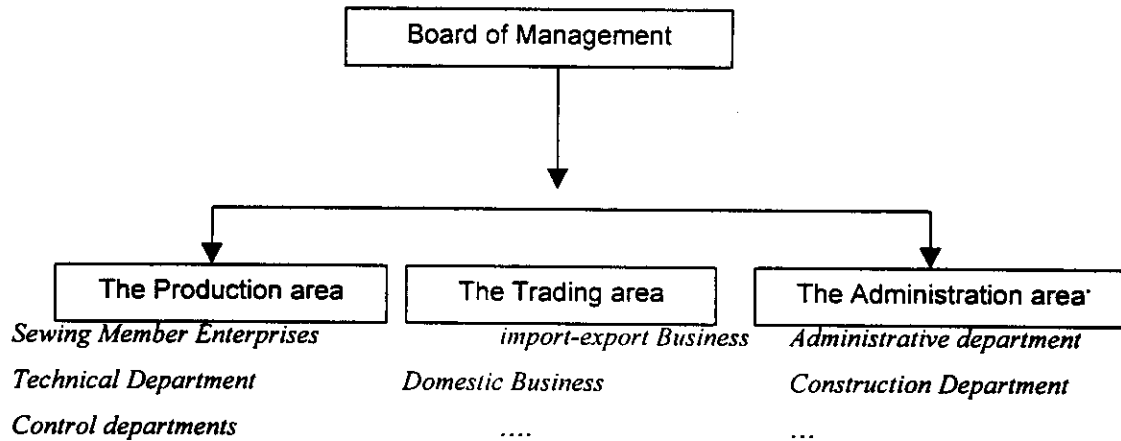 Board of Management
The Production area
The Trading area
The Administration area
Sewing Member Enterprises
import-export Business
Administrative department
Technical Department
Domestic Business
Construction Department
Control departments
....
...